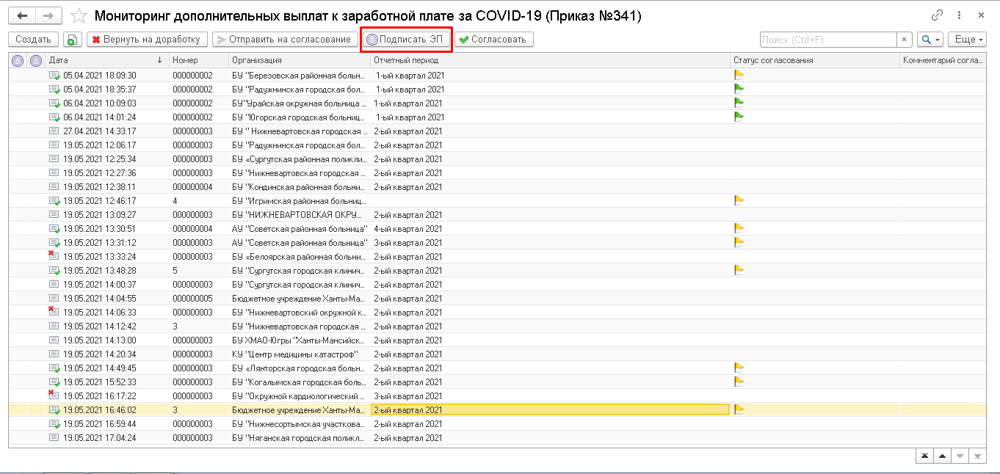 Мониторинг дополнительных выплат к заработной плате за COVID-19 (Приказ №341)
Создать Вернуть на доработку Отправить на согласование Подписать ЭП Согласовать Поиск (Ctrl+F) × Еще
Дата ↓ Номер Организация Отчетный период Статус согласования Комментарий согла...
05.04.2021 18:09:30 000000002 БУ "Березовская районная больн... 1-ый квартал 2021
05.04.2021 18:35:37 000000002 БУ "Радужнинская городская бол... 1-ый квартал 2021
06.04.2021 10:09:03 000000002 БУ"Урайская окружная больница ... 1-ый квартал 2021
06.04.2021 14:01:24 000000002 БУ "Югорская городская больниц... 1-ый квартал 2021
27.04.2021 14:33:17 000000003 БУ " Нижневартовская городская ... 2-ый квартал 2021
19.05.2021 12:06:17 000000003 БУ "Радужнинская городская бол... 2-ый квартал 2021
19.05.2021 12:25:34 000000003 БУ «Сургутская районная поликли... 2-ый квартал 2021
19.05.2021 12:27:36 000000003 БУ "Нижневартовская городская ... 2-ый квартал 2021
19.05.2021 12:38:11 000000004 БУ "Кондинская районная больни... 2-ый квартал 2021
19.05.2021 12:46:17 4 БУ "Игримская районная больниц...
19.05.2021 13:09:27 000000003 БУ "НИЖНЕВАРТОВСКАЯ ОКРУ... 2-ый квартал 2021
19.05.2021 13:30:51 000000004 АУ "Советская районная больница" 4-ый квартал 2021
19.05.2021 13:31:12 000000003 АУ "Советская районная больница" 3-ый квартал 2021
19.05.2021 13:33:24 000000003 БУ «Белоярская районная больни... 2-ый квартал 2021
19.05.2021 13:48:28 5 БУ "Сургутская городская клинич... 2-ый квартал 2021
19.05.2021 14:00:37 000000003 БУ "Сургутская городская клинич... 2-ый квартал 2021
19.05.2021 14:04:55 000000005 Бюджетное учреждение Ханты-Ма... 2-ый квартал 2021
19.05.2021 14:06:33 000000003 БУ "Нижневартовский окружной к... 2-ый квартал 2021
19.05.2021 14:12:42 3 БУ "Нижневартовская городская ... 2-ый квартал 2021
19.05.2021 14:13:00 000000003 БУ ХМАО-Югры "Ханты-Мансийск... 2-ый квартал 2021
19.05.2021 14:20:34 000000003 КУ "Центр медицины катастроф" 2-ый квартал 2021
19.05.2021 14:49:45 000000003 БУ «Лянторская городская больн... 2-ый квартал 2021
19.05.2021 15:52:33 000000003 БУ "Когалымская городская боль... 2-ый квартал 2021
19.05.2021 16:17:22 000000003 БУ "Окружной кардиологический ... 3-ый квартал 2021
19.05.2021 16:46:02 3 Бюджетное учреждение Ханты-Ма... 2-ый квартал 2021
19.05.2021 16:59:44 000000003 БУ "Нижнесортымская участкова... 2-ый квартал 2021
19.05.2021 17:04:24 000000003 БУ "Няганская городская поликл... 2-ый квартал 2021